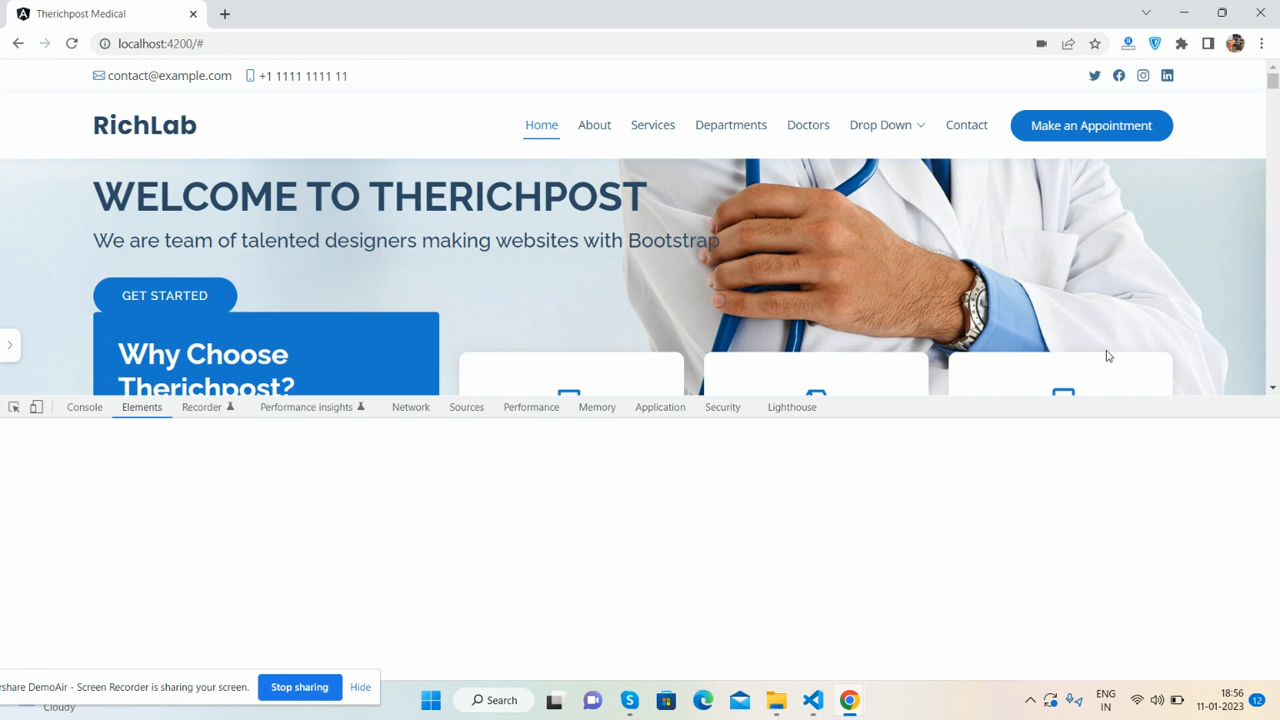 Therichpost Medical
localhost:4200/#
contact@example.com +1 1111 1111 11
RichLab
Home About Services Departments Doctors Drop Down Contact Make an Appointment
WELCOME TO THERICHPOST
We are team of talented designers making websites with Bootstrap
GET STARTED
Why Choose
Therichpost?
Console Elements Recorder Performance insights Network Sources Performance Memory Application Security Lighthouse
DemoAir - Screen Recorder is sharing your screen. Stop sharing Hide
Cloudy
Search
ENG
IN
18:56
11-01-2023
12